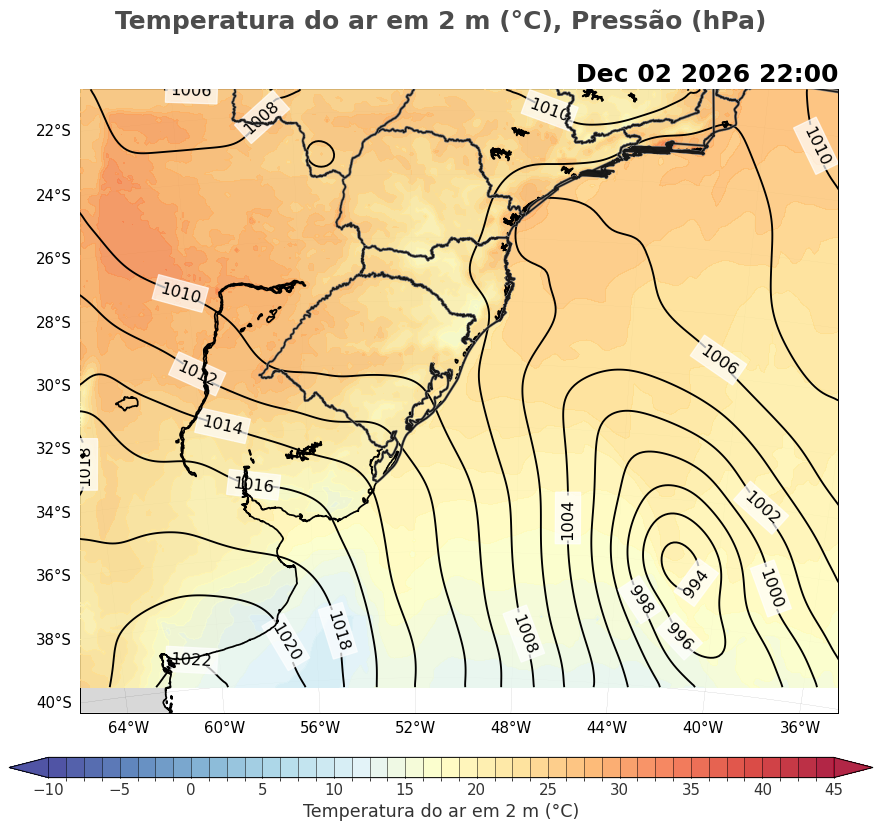 Temperatura do ar em 2 m (°C), Pressão (hPa)
Dec 02 2026 22:00
1006
1008
1010
1010
22°S
24°S
26°S
28°S
30°S
32°S
34°S
36°S
38°S
40°S
1010
1012
1014
1016
1018
1006
1004
1002
1000
994
998
996
1008
1018
1020
1022
64°W
60°W
56°W
52°W
48°W
44°W
40°W
36°W
−10 −5 0 5 10 15 20 25 30 35 40 45
Temperatura do ar em 2 m (°C)